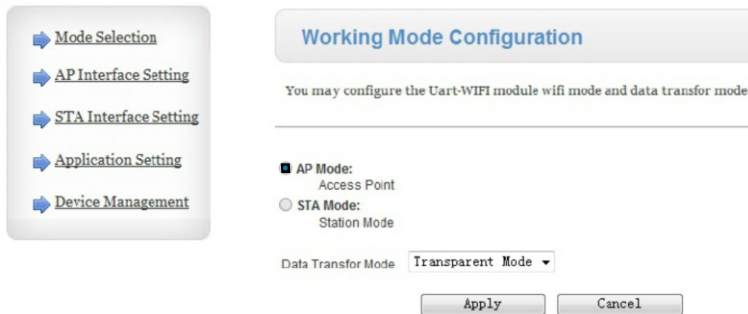 Mode Selection
AP Interface Setting
STA Interface Setting
Application Setting
Device Management
Working Mode Configuration
You may configure the Uart-WIFI module wifi mode and data transfor mode
AP Mode:
Access Point
STA Mode:
Station Mode
Data Transfor Mode Transparent Mode
Apply Cancel